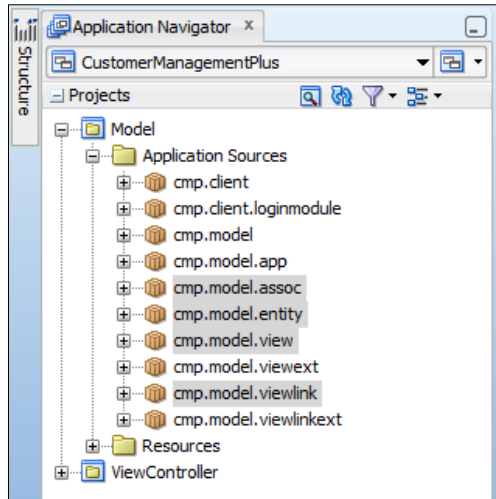 Structure
Application Navigator x
CustomerManagementPlus
Projects
Model
Application Sources
cmp.client
cmp.client.loginmodule
cmp.model
cmp.model.app
cmp.model.assoc
cmp.model.entity
cmp.model.view
cmp.model.viewext
cmp.model.viewlink
cmp.model.viewlinkext
Resources
ViewController